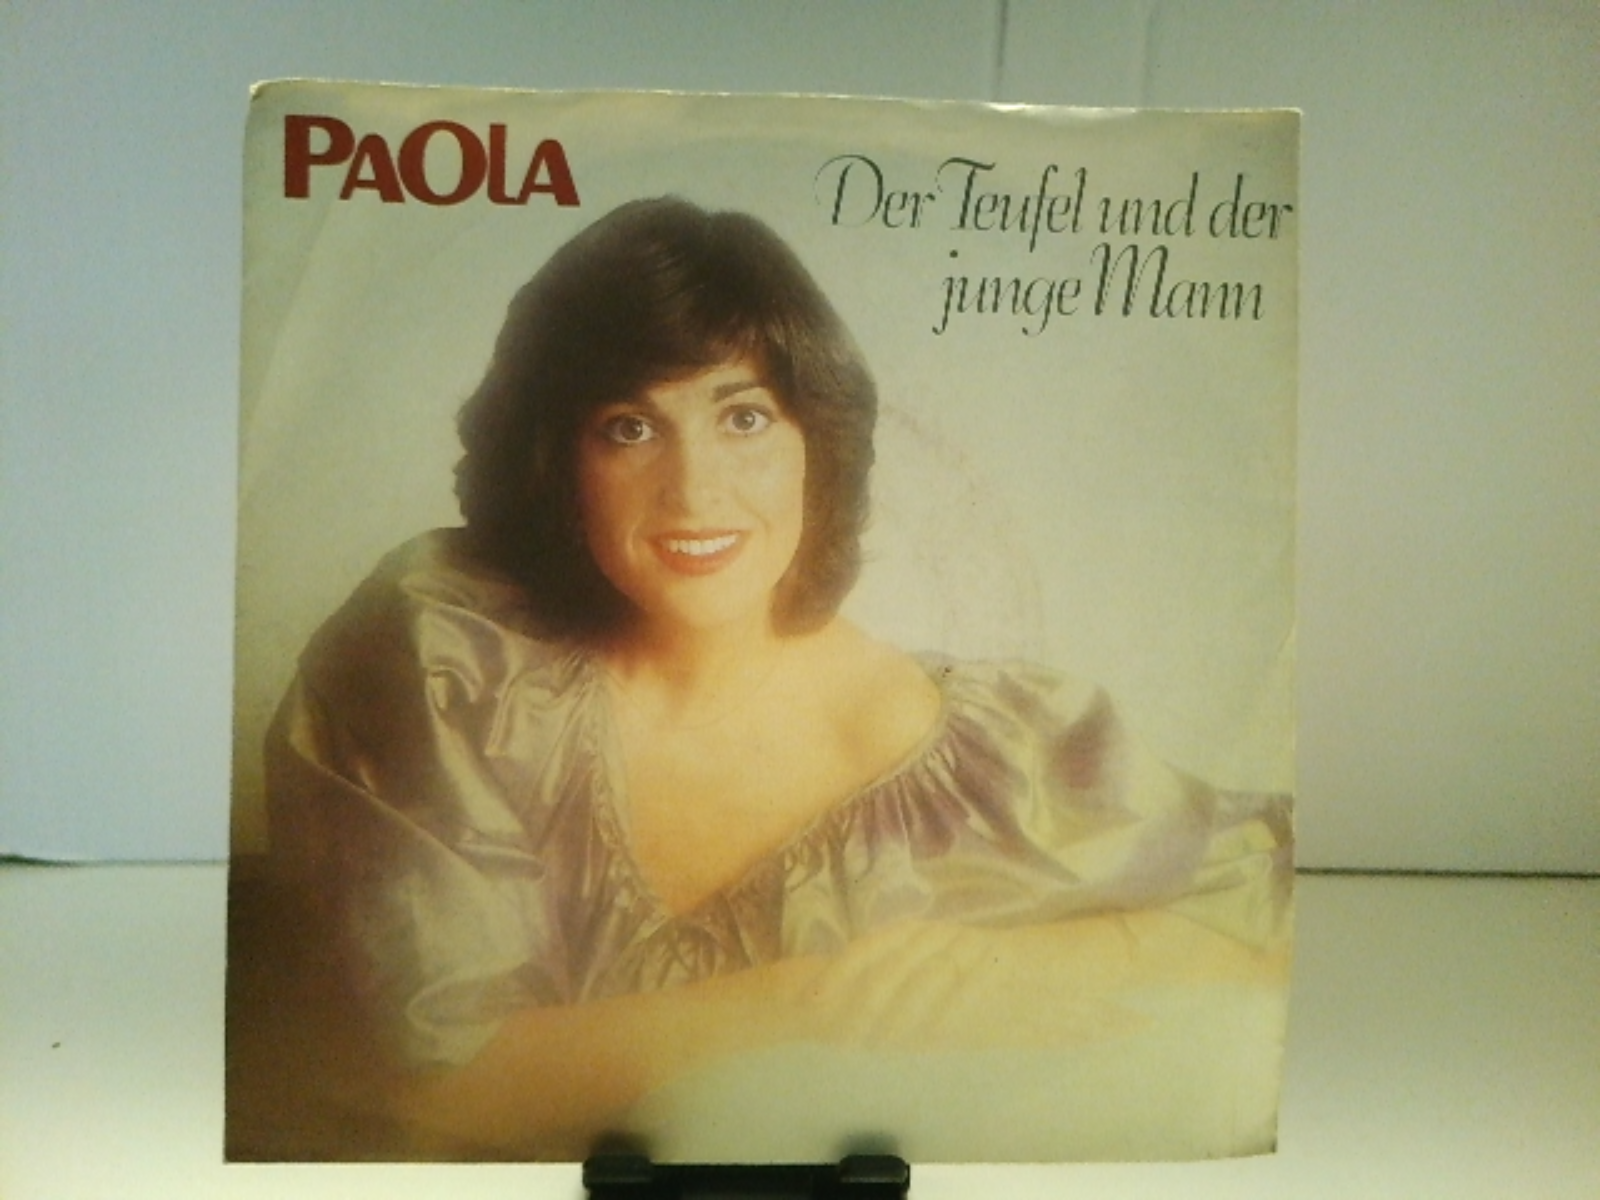 PAOLA
Der Teufel und der
junge Mann